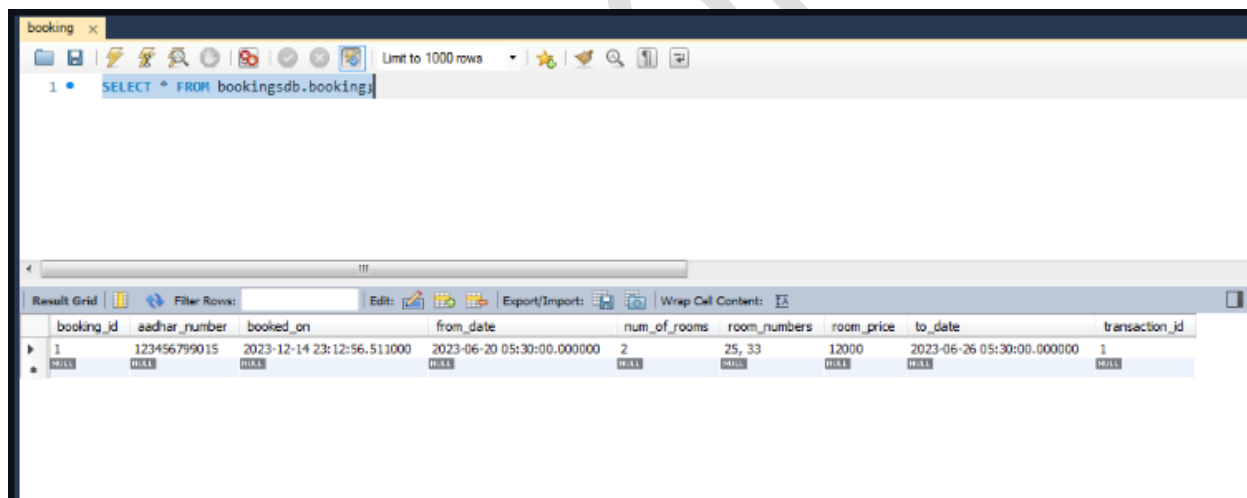 booking ×
Limit to 1000 rows
1 SELECT * FROM bookingsdb.booking;
Result Grid Filter Rows: Edit: Export/Import: Wrap Cell Content: IA
booking_id aadhar_number booked_on from_date num_of_rooms room_numbers room_price to_date transaction_id
1 123456799015 2023-12-14 23:12:56.511000 2023-06-20 05:30:00.000000 2 25, 33 12000 2023-06-26 05:30:00.000000 1
NULL NULL NULL NULL NULL NULL NULL NULL NULL